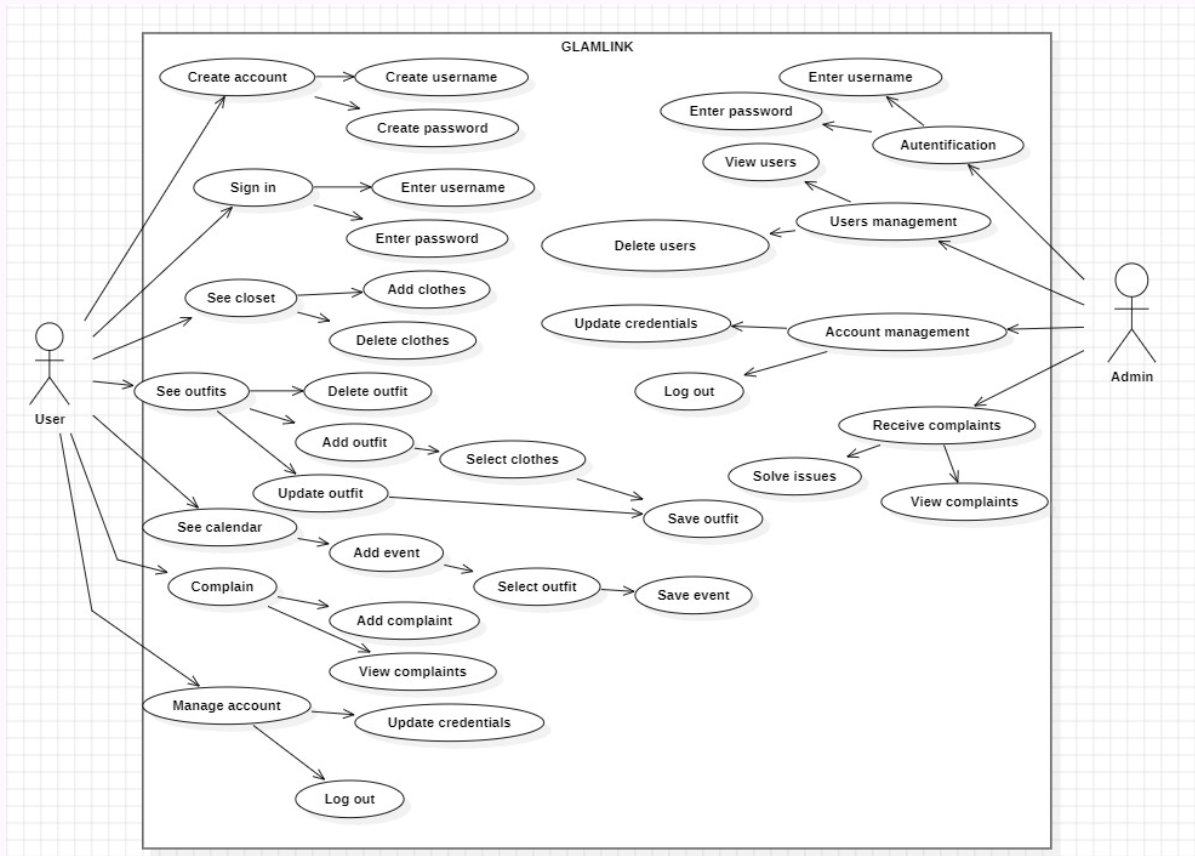 GLAMLINK
Create account
Create username
Create password
Sign in
Enter username
Enter password
See closet
Add clothes
Delete clothes
See outfits
Delete outfit
Add outfit
Select clothes
Update outfit
Save outfit
See calendar
Add event
Select outfit
Save event
Complain
Add complaint
View complaints
Manage account
Update credentials
Log out
User
Enter username
Enter password
Autentification
View users
Users management
Delete users
Update credentials
Account management
Log out
Receive complaints
Solve issues
View complaints
Admin